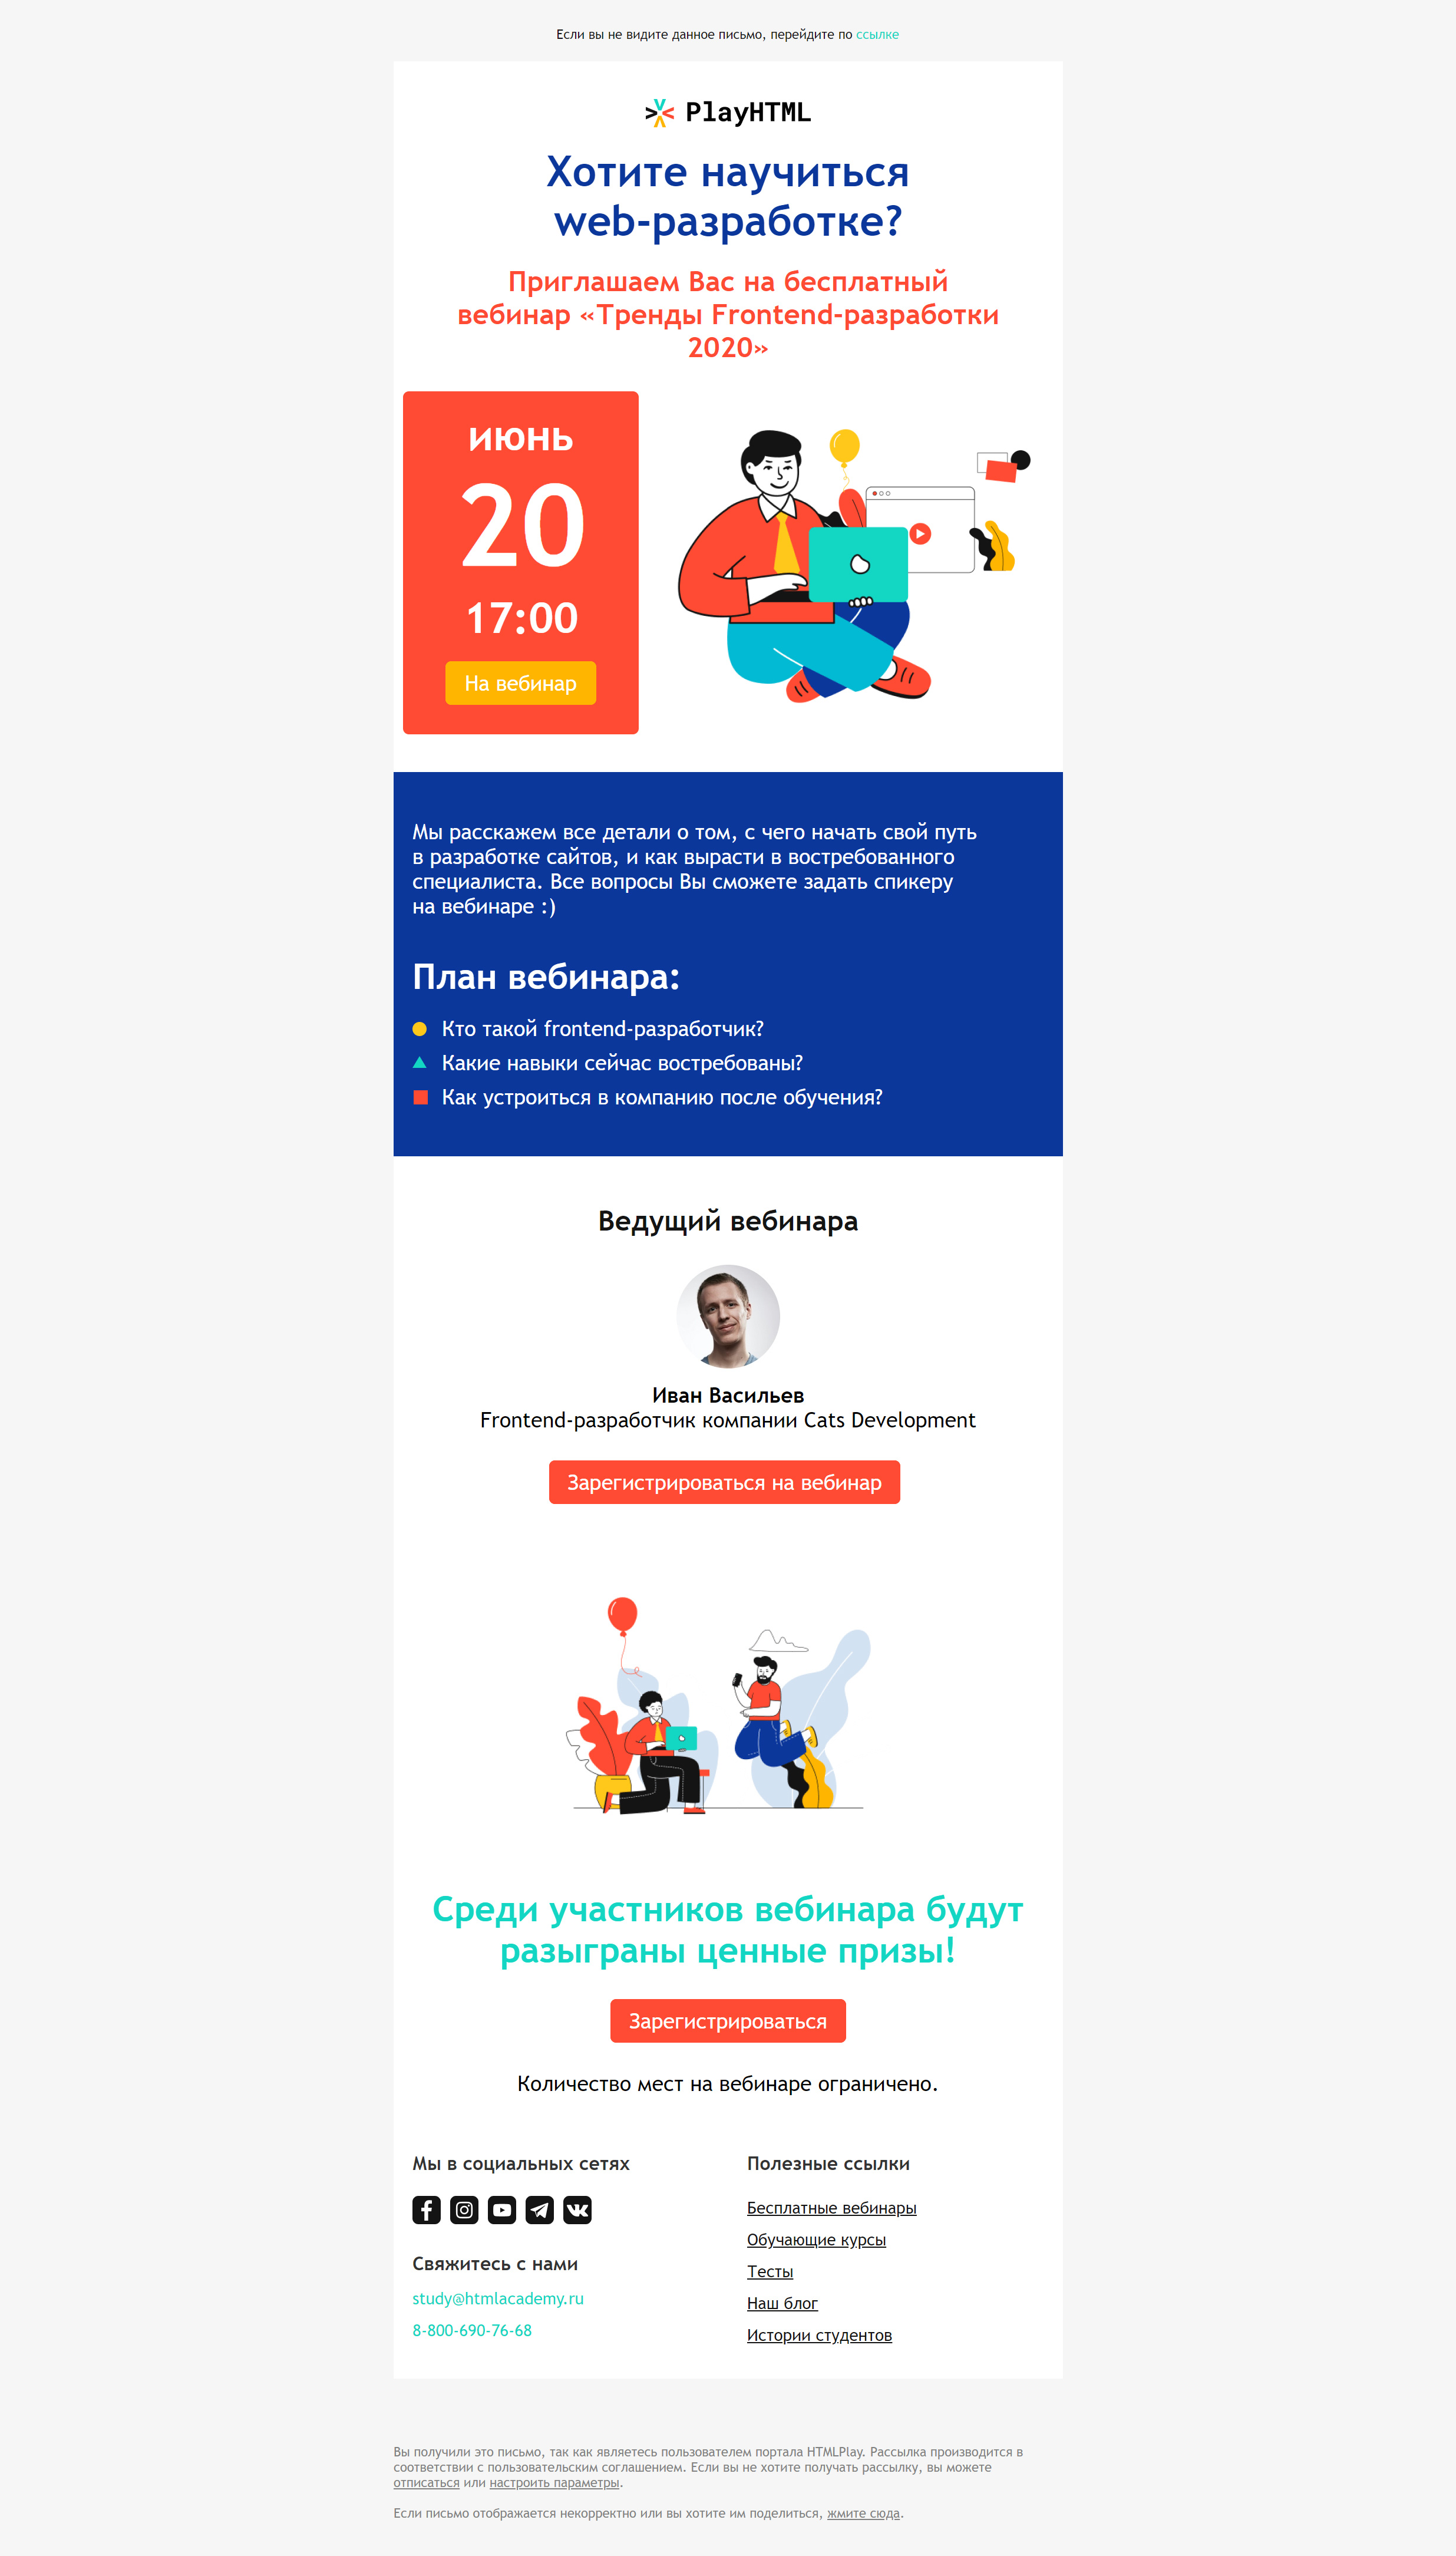 Если вы не видите данное письмо, перейдите по ссылке
PlayHTML
Хотите научиться
web-разработке?
Приглашаем Вас на бесплатный
вебинар «Тренды Frontend-разработки
2020»
июнь
20
17:00
На вебинар
Мы расскажем все детали о том, с чего начать свой путь
в разработке сайтов, и как вырасти в востребованного
специалиста. Все вопросы Вы сможете задать спикеру
на вебинаре :)
План вебинара:
Кто такой frontend-разработчик?
Какие навыки сейчас востребованы?
Как устроиться в компанию после обучения?
Ведущий вебинара
Иван Васильев
Frontend-разработчик компании Cats Development
Зарегистрироваться на вебинар
Среди участников вебинара будут
разыграны ценные призы!
Зарегистрироваться
Количество мест на вебинаре ограничено.
Мы в социальных сетях
Свяжитесь с нами
study@htmlacademy.ru
8-800-690-76-68
Полезные ссылки
Бесплатные вебинары
Обучающие курсы
Тесты
Наш блог
Истории студентов
Вы получили это письмо, так как являетесь пользователем портала HTMLPlay. Рассылка производится в
соответствии с пользовательским соглашением. Если вы не хотите получать рассылку, вы можете
отписаться или настроить параметры.
Если письмо отображается некорректно или вы хотите им поделиться, жмите сюда.